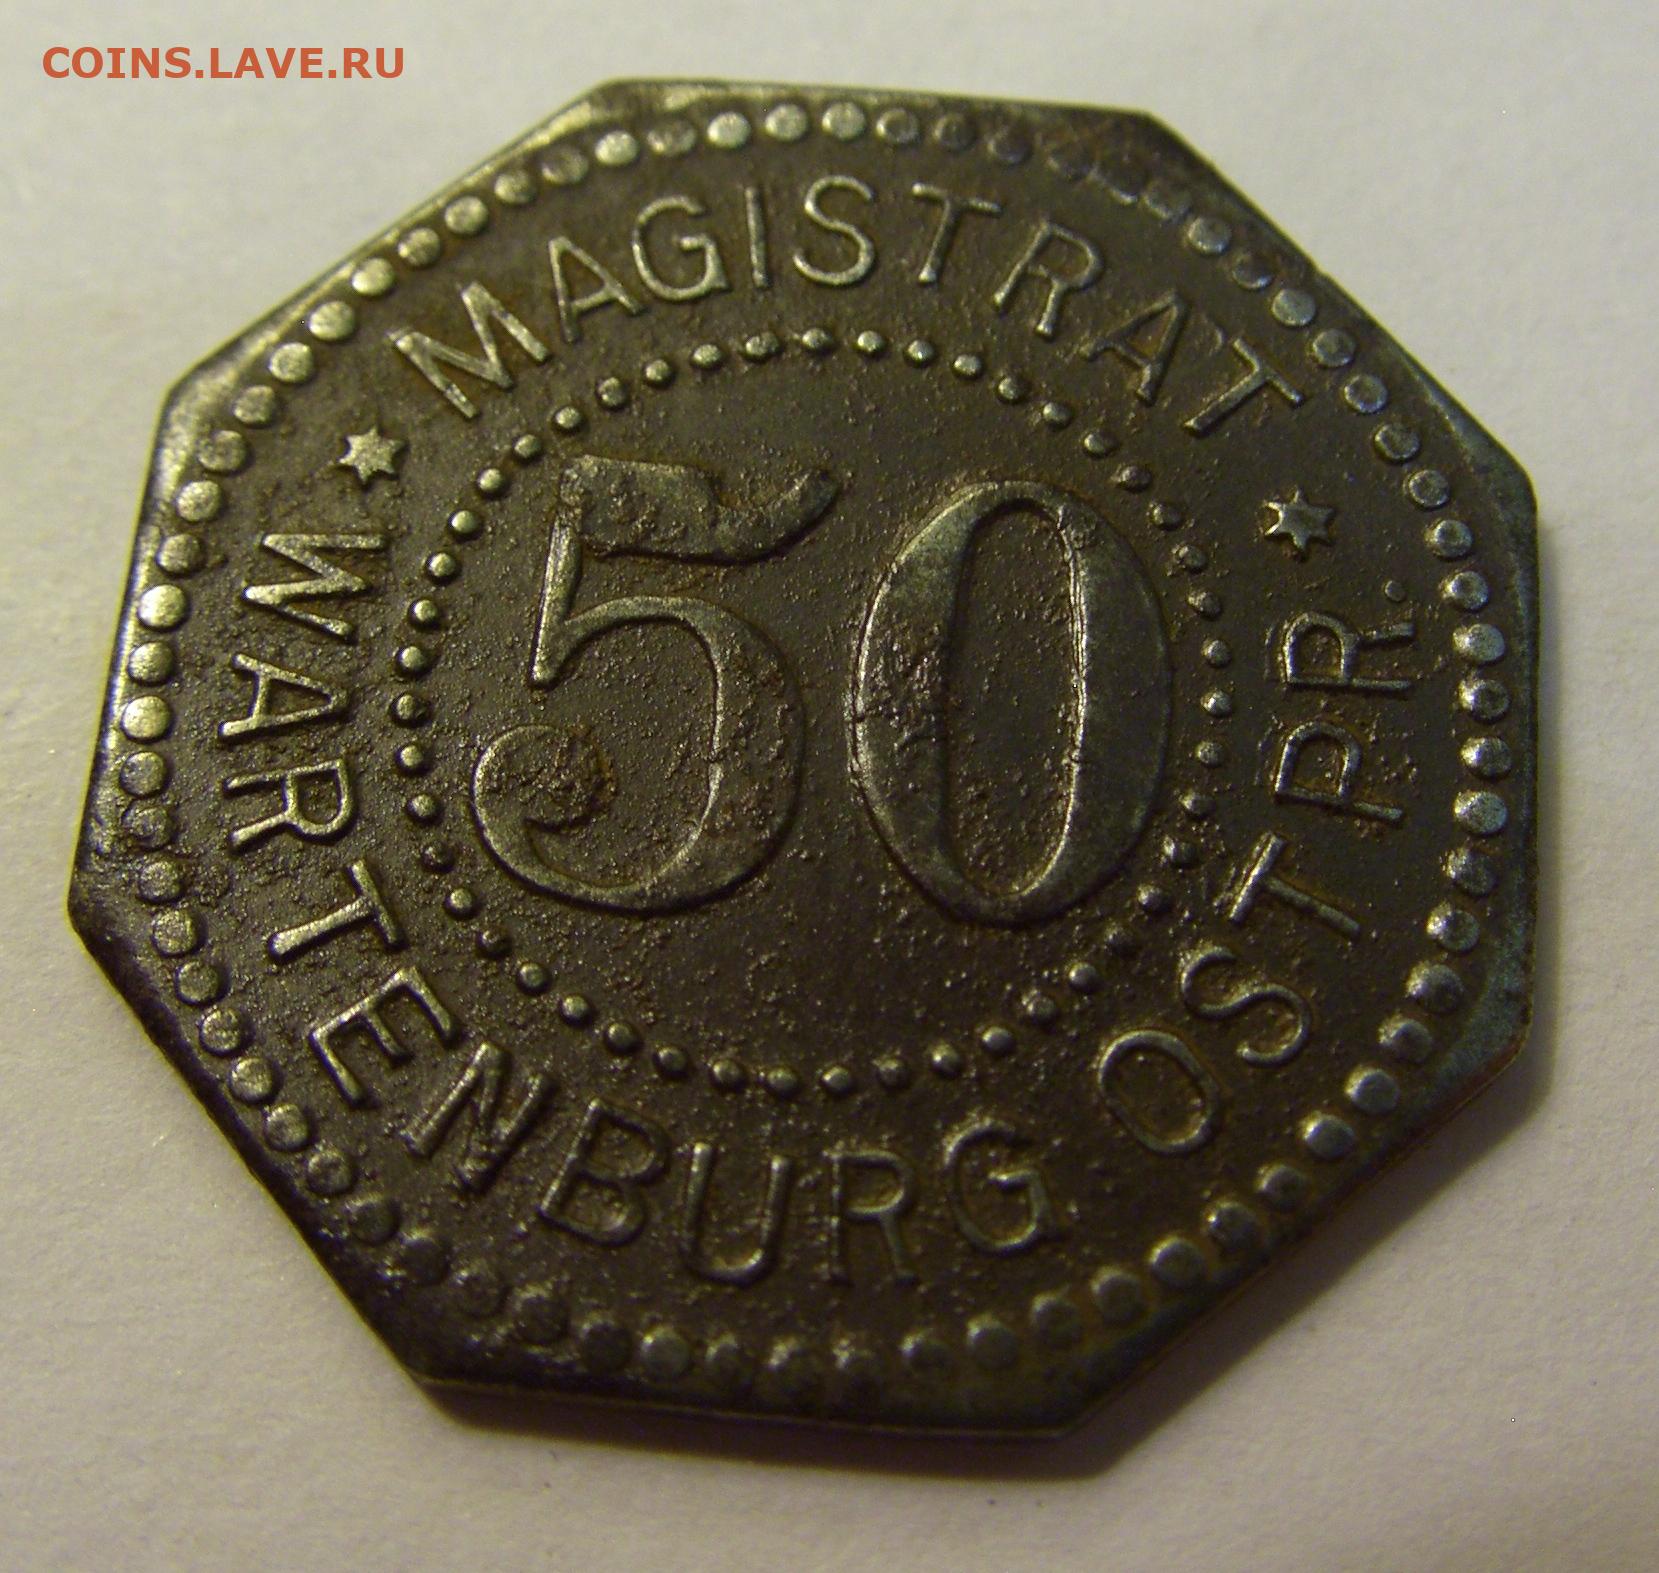 COINS.LAVE.RU
MAGISTRAT
50
* WARTENBURG OSTPR. *